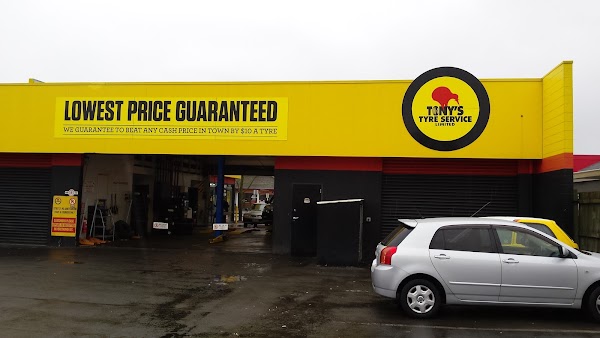 LOWEST PRICE GUARANTEED
WE GUARANTEE TO BEAT ANY CASH PRICE IN TOWN BY $10 A TYRE
TONY'S
TYRE SERVICE
LIMITED